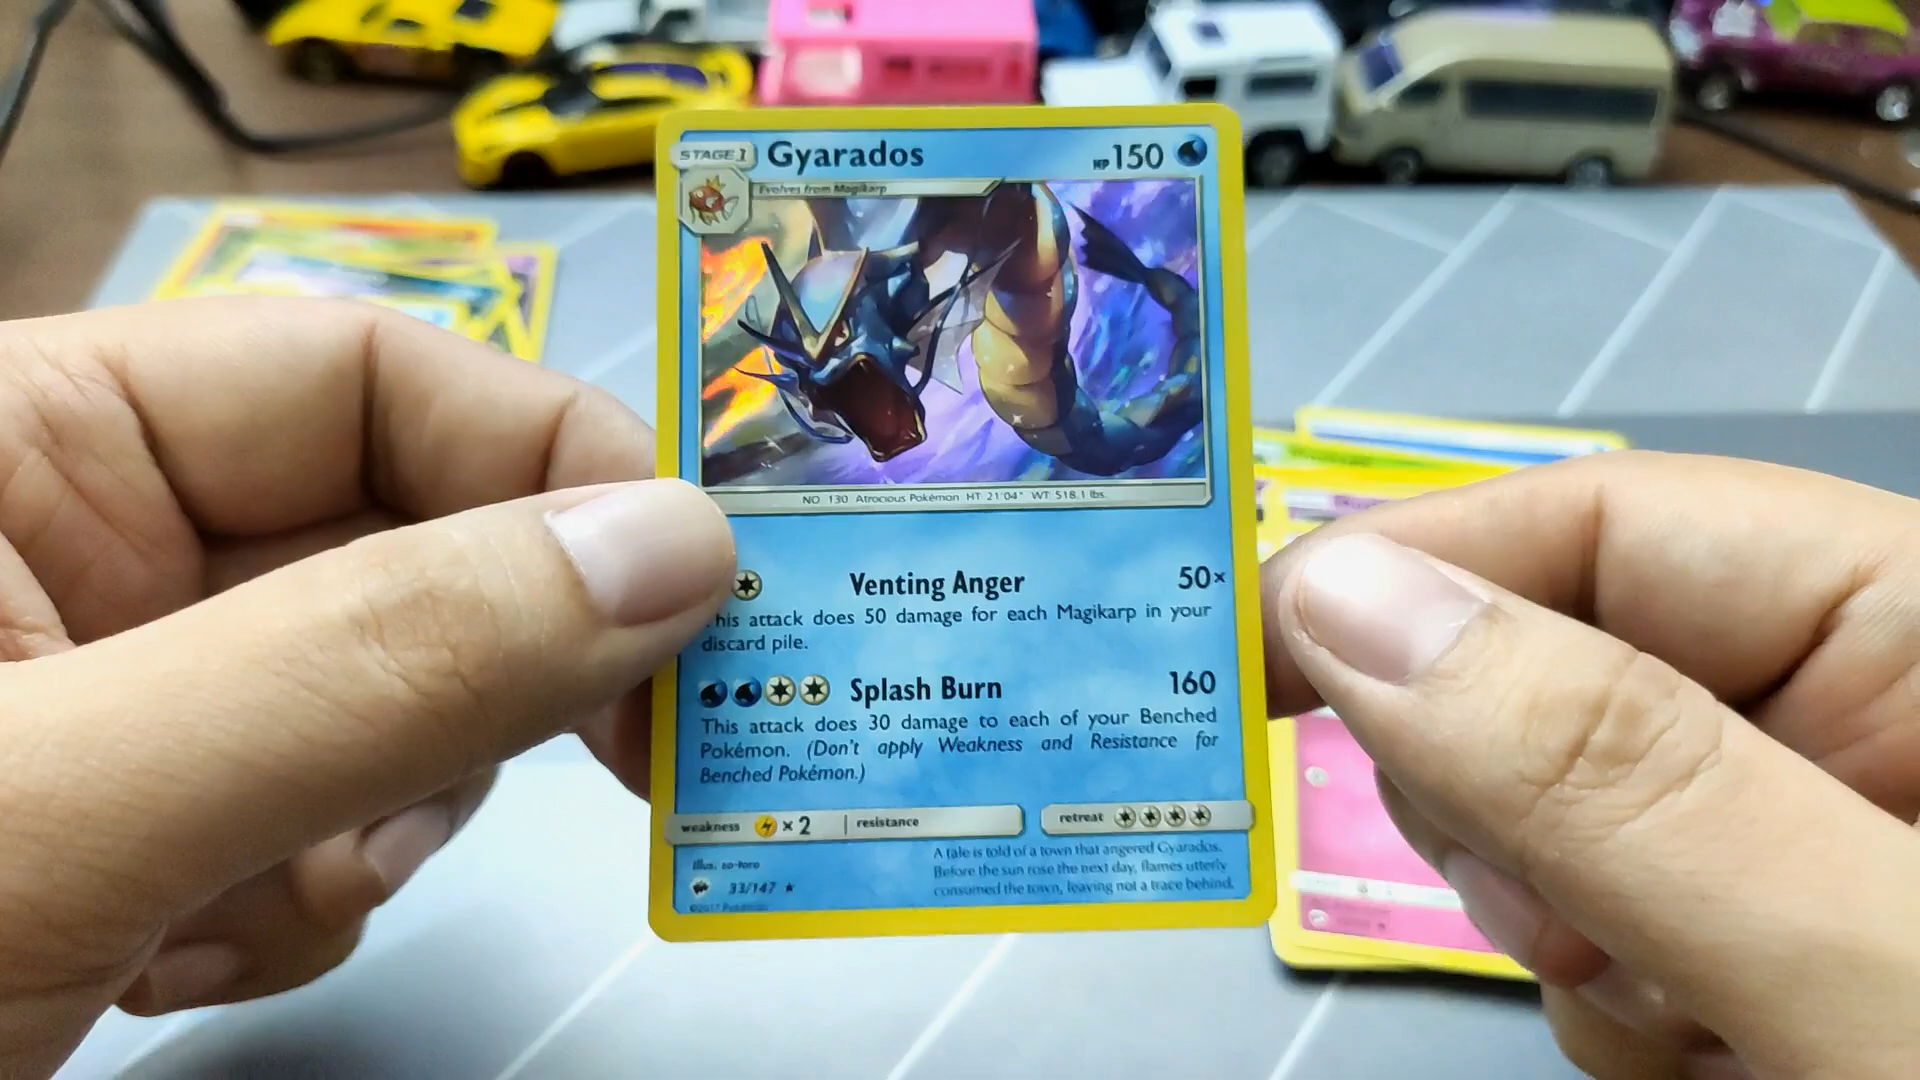 STAGE 1 Gyarados HP 150
Evolves from Magikarp
NO 130 Atrocious Pokémon HT 21'04" WT 518.1 lbs.
Venting Anger 50×
his attack does 50 damage for each Magikarp in your
discard pile.
Splash Burn 160
This attack does 30 damage to each of your Benched
Pokémon. (Don't apply Weakness and Resistance for
Benched Pokémon.)
weakness × 2 resistance retreat
Illus. so-taro
33/147 ★
©2017 Pokémon
A tale is told of a town that angered Gyarados.
Before the sun rose the next day, flames utterly
consumed the town, leaving not a trace behind.